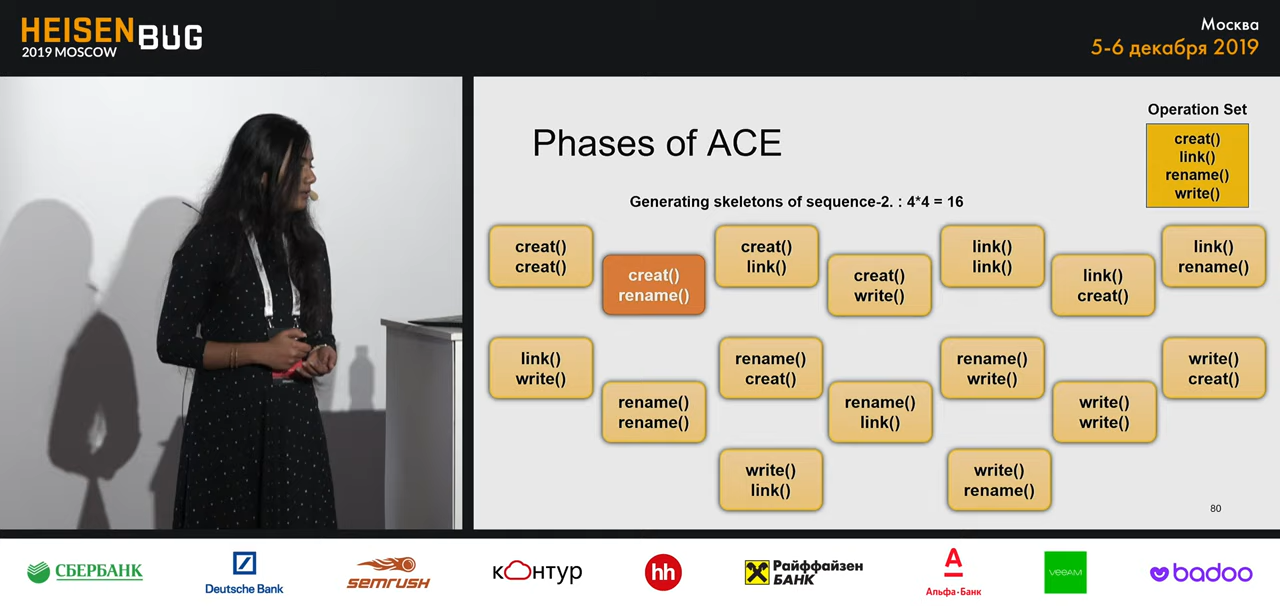 HEISEN
BUG
2019 MOSCOW
Москва
5-6 декабря 2019
Operation Set
creat()
link()
rename()
write()
Phases of ACE
Generating skeletons of sequence-2. : 4*4 = 16
creat()
creat()
creat()
rename()
creat()
link()
creat()
write()
link()
link()
link()
creat()
link()
rename()
link()
write()
rename()
rename()
rename()
creat()
rename()
link()
rename()
write()
write()
write()
write()
creat()
write()
link()
write()
rename()
80
СБЕРБАНК
Deutsche Bank
semrush
контур
hh
Райффайзен
БАНК
А
Альфа·Банк
veeam
badoo